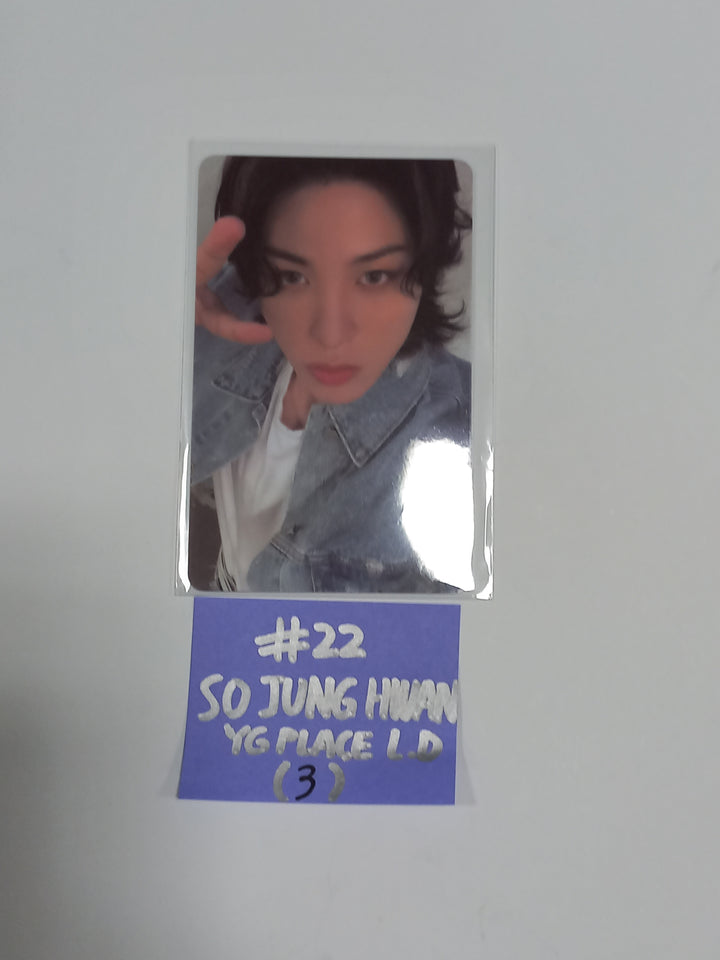 #22
SO JUNG HWAN
YG PLACE L.D
(3)